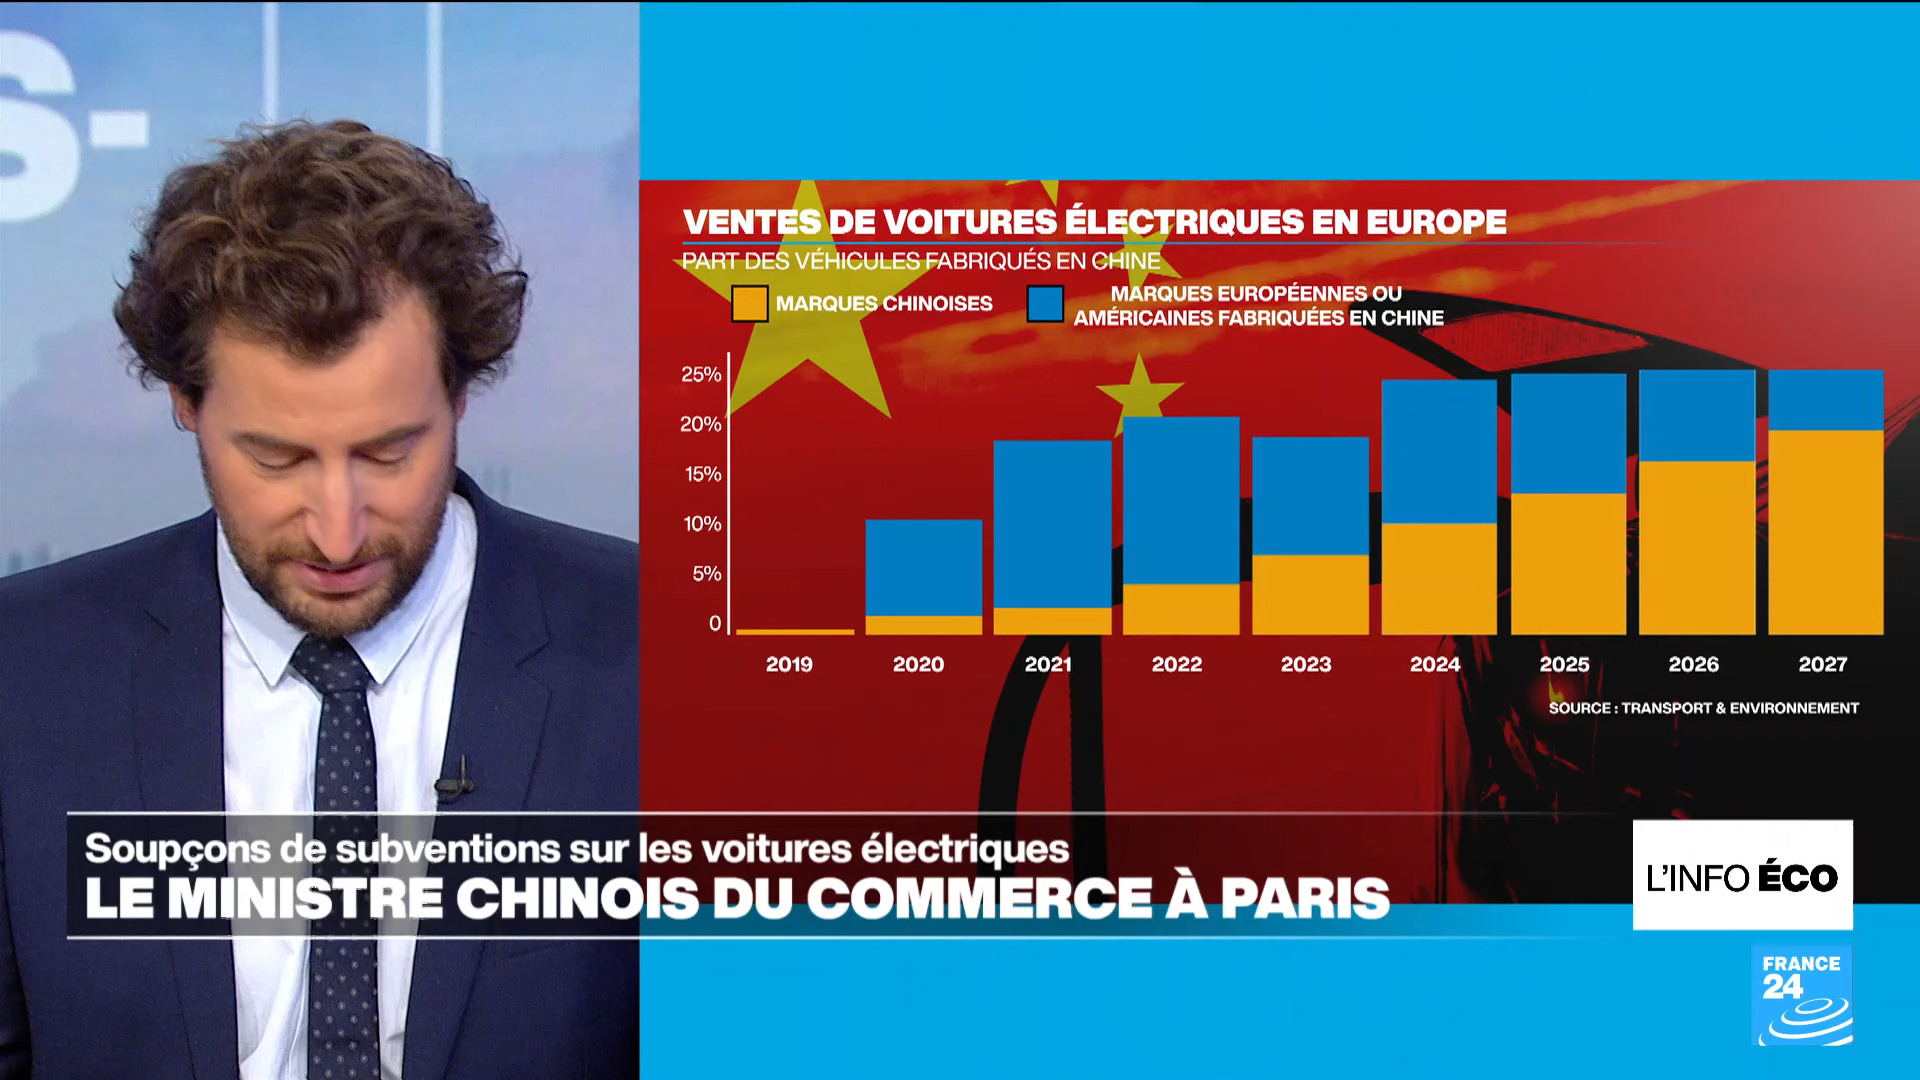 S-
VENTES DE VOITURES ÉLECTRIQUES EN EUROPE
PART DES VÉHICULES FABRIQUÉS EN CHINE
MARQUES CHINOISES
MARQUES EUROPÉENNES OU
AMÉRICAINES FABRIQUÉES EN CHINE
25%
20%
15%
10%
5%
0
2019 2020 2021 2022 2023 2024 2025 2026 2027
SOURCE : TRANSPORT & ENVIRONNEMENT
Soupçons de subventions sur les voitures électriques
LE MINISTRE CHINOIS DU COMMERCE À PARIS
L'INFO ÉCO
FRANCE
24